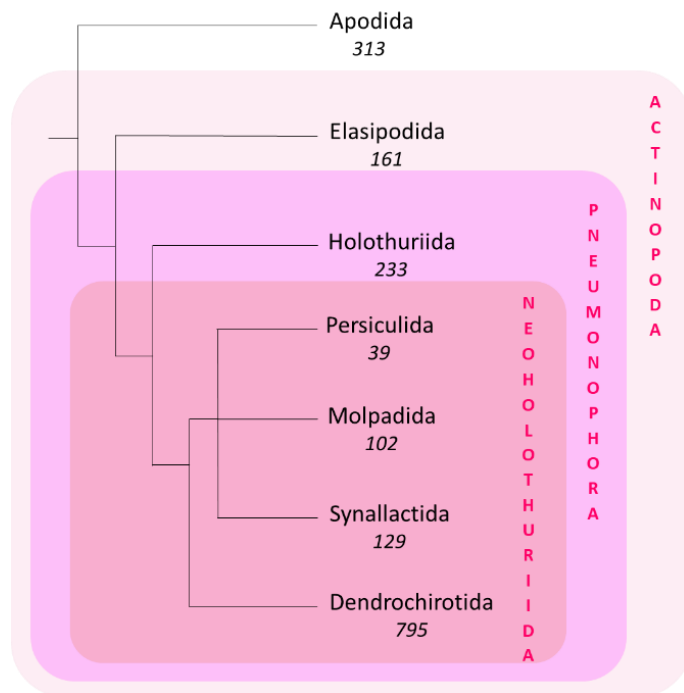 Apodida
313
Elasipodida
161
Holothuriida
233
Persiculida
39
Molpadida
102
Synallactida
129
Dendrochirotida
795
NEOHOLOTHURIIDA
PNEUMONOPHORA
ACTINOPODA